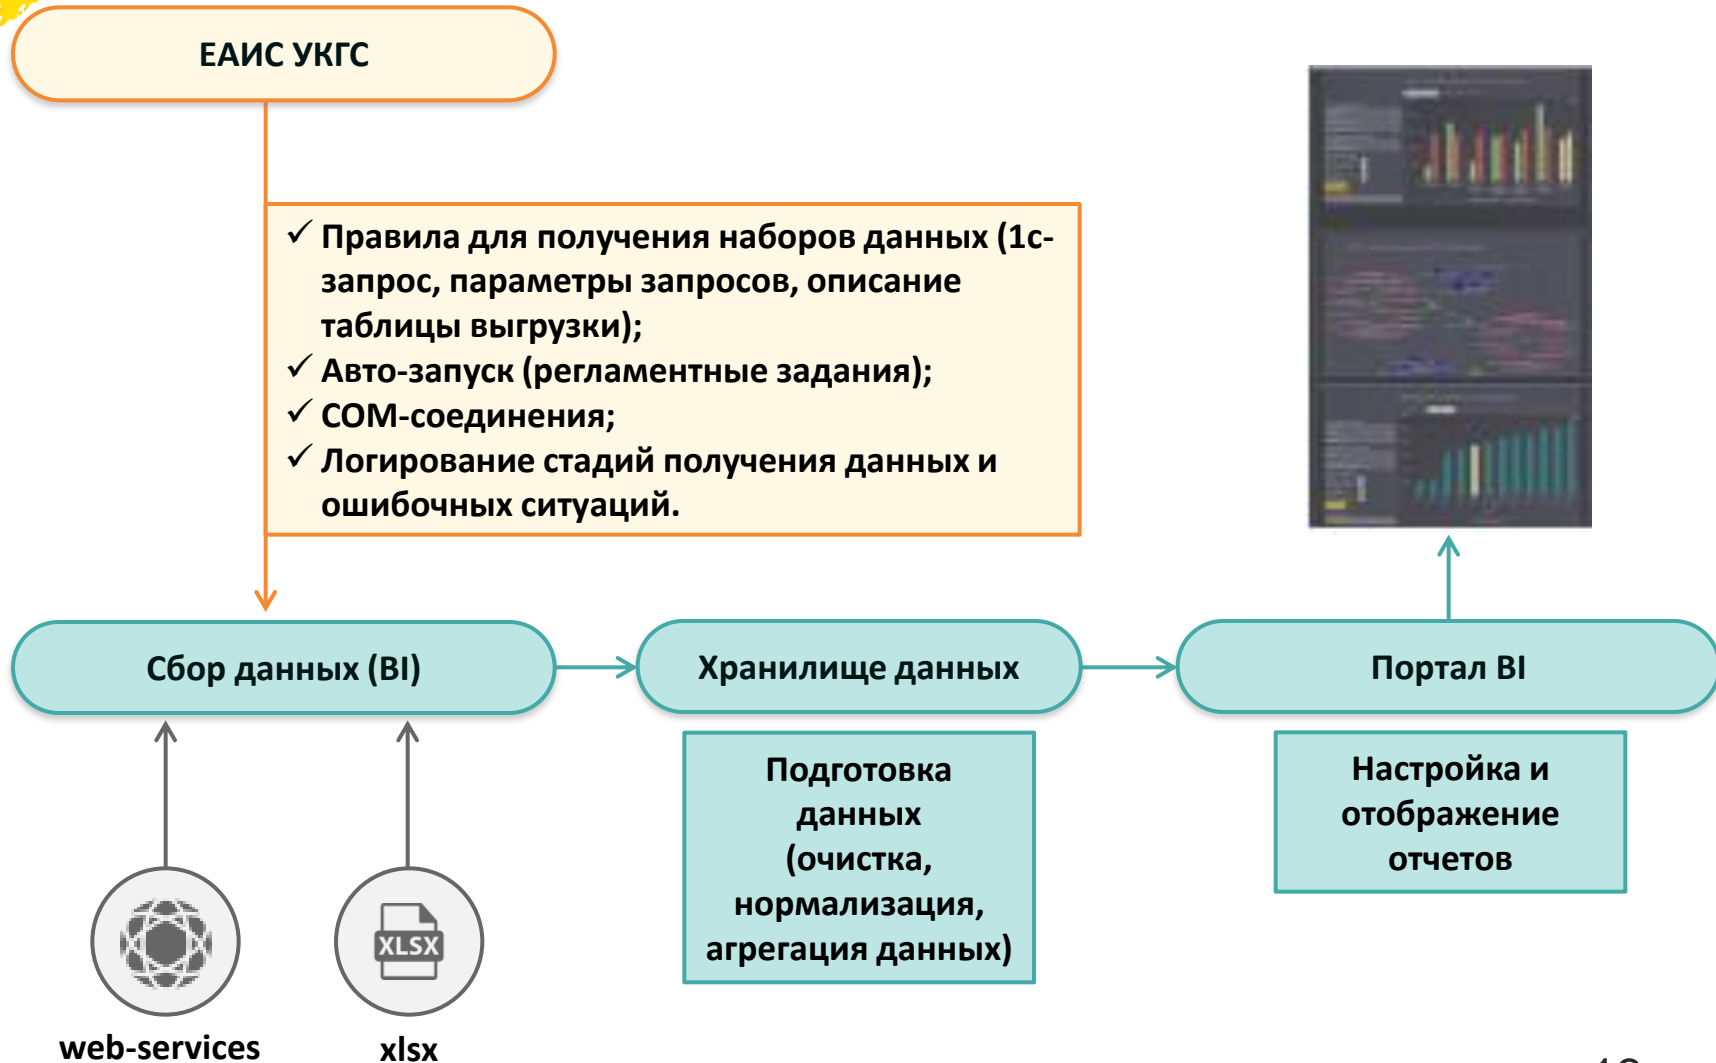 ЕАИС УКГС
✓ Правила для получения наборов данных (1с-
запрос, параметры запросов, описание
таблицы выгрузки);
✓ Авто-запуск (регламентные задания);
✓ COM-соединения;
✓ Логирование стадий получения данных и
ошибочных ситуаций.
Сбор данных (BI)
Хранилище данных
Портал BI
Подготовка
данных
(очистка,
нормализация,
агрегация данных)
Настройка и
отображение
отчетов
XLSX
web-services
xlsx